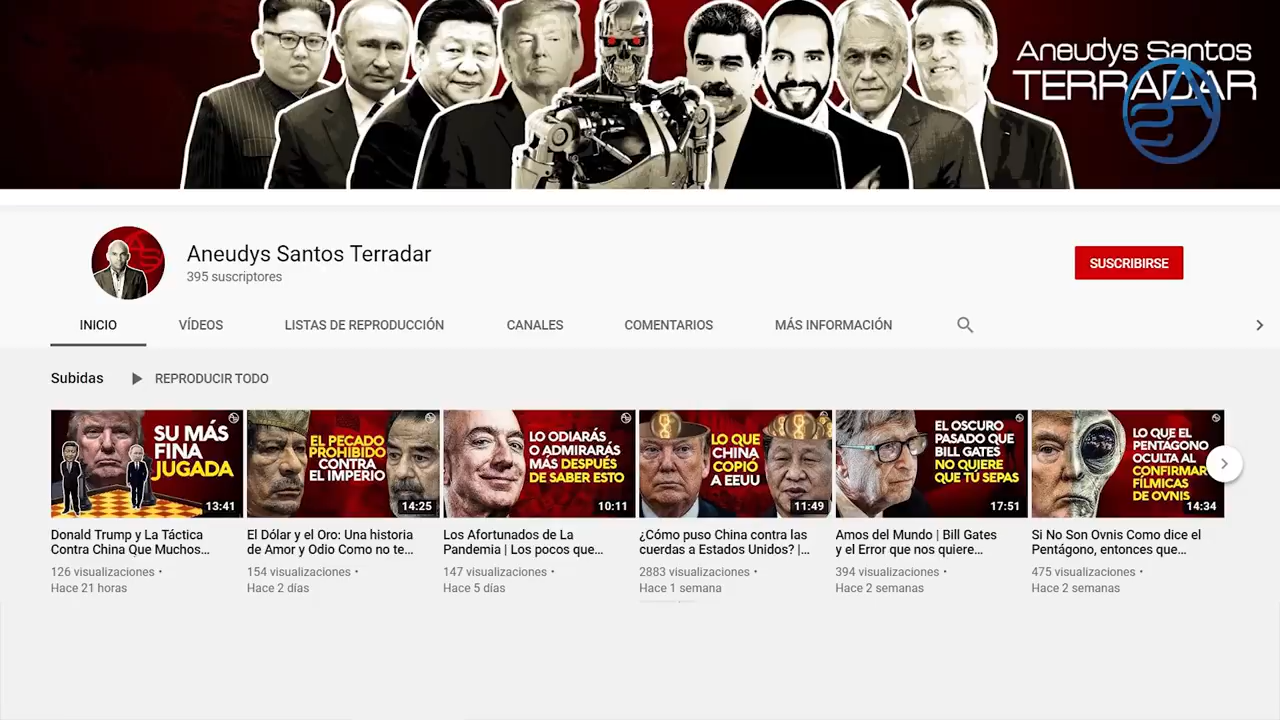 Aneudys Santos
TERRADAR
Aneudys Santos Terradar
395 suscriptores
SUSCRIBIRSE
INICIO
VÍDEOS
LISTAS DE REPRODUCCIÓN
CANALES
COMENTARIOS
MÁS INFORMACIÓN
Subidas
REPRODUCIR TODO
SU MÁS
FINA
JUGADA
13:41
EL PECADO
PROHIBIDO
CONTRA
EL IMPERIO
14:25
LO ODIARÁS
O ADMIRARÁS
MÁS DESPUÉS
DE SABER ESTO
10:11
LO QUE
CHINA
COPIÓ
A EEUU
11:49
EL OSCURO
PASADO QUE
BILL GATES
NO QUIERE
QUE TÚ SEPAS
17:51
LO QUE EL
PENTÁGONO
OCULTA AL
CONFIRMAR
FÍLMICAS
DE OVNIS
14:34
Donald Trump y La Táctica
Contra China Que Muchos...
126 visualizaciones •
Hace 21 horas
El Dólar y el Oro: Una historia
de Amor y Odio Como no te...
154 visualizaciones •
Hace 2 días
Los Afortunados de La
Pandemia | Los pocos que...
147 visualizaciones •
Hace 5 días
¿Cómo puso China contra las
cuerdas a Estados Unidos? |...
2883 visualizaciones •
Hace 1 semana
Amos del Mundo | Bill Gates
y el Error que nos quiere...
394 visualizaciones •
Hace 2 semanas
Si No Son Ovnis Como dice el
Pentágono, entonces que...
475 visualizaciones •
Hace 2 semanas